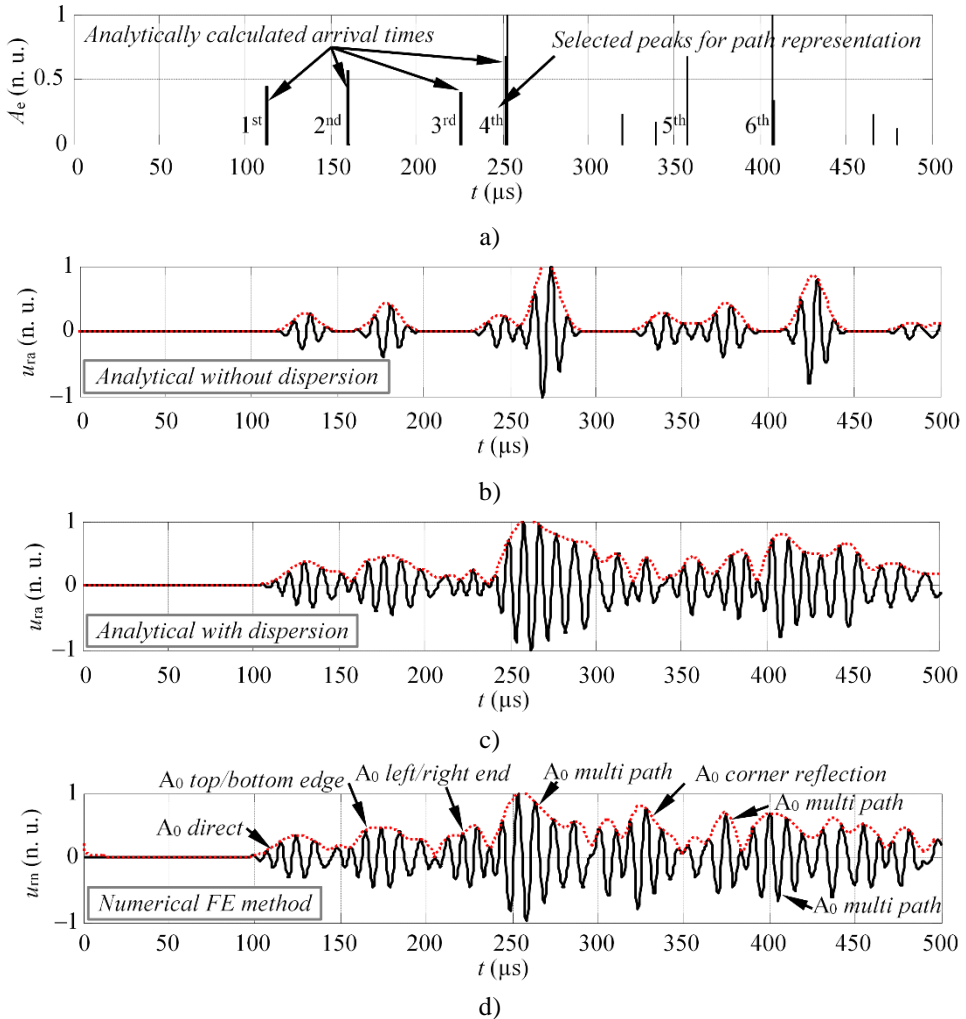 Analytically calculated arrival times
Selected peaks for path representation
1
0.5
0
A_e (n. u.)
1st
2nd
3rd
4th
5th
6th
0 50 100 150 200 250 300 350 400 450 500
t (µs)
a)
1
0
−1
u_ra (n. u.)
Analytical without dispersion
0 50 100 150 200 250 300 350 400 450 500
t (µs)
b)
1
0
−1
u_ra (n. u.)
Analytical with dispersion
0 50 100 150 200 250 300 350 400 450 500
t (µs)
c)
A0 top/bottom edge
A0 left/right end
A0 multi path
A0 corner reflection
A0 multi path
A0 direct
1
0
−1
u_rn (n. u.)
Numerical FE method
A0 multi path
0 50 100 150 200 250 300 350 400 450 500
t (µs)
d)